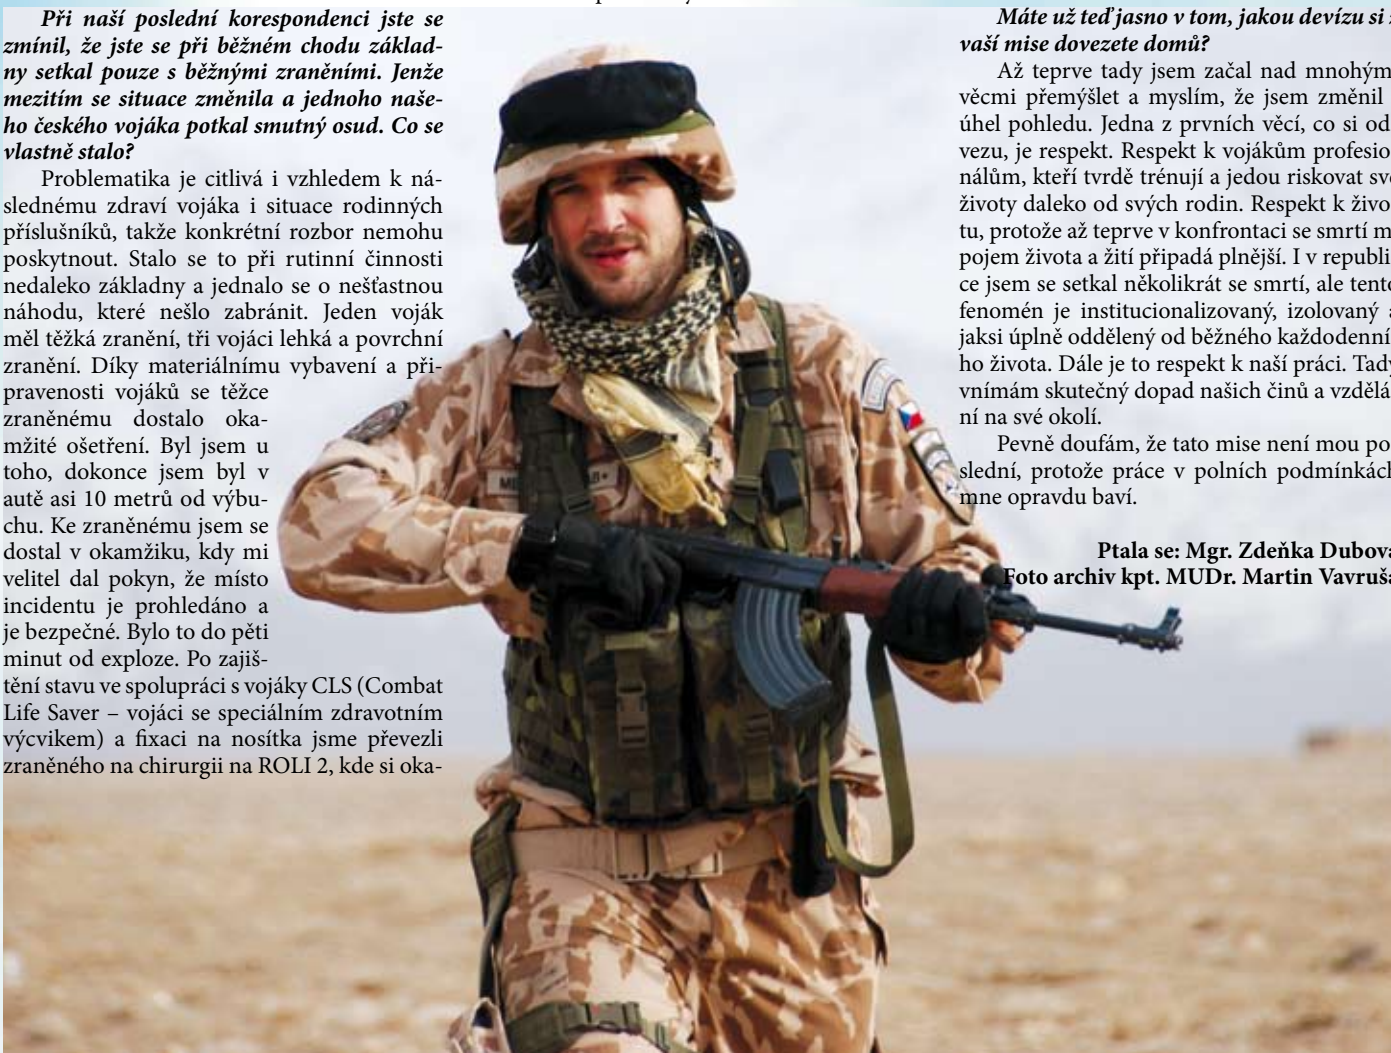 Při naší poslední korespondenci jste se
zmínil, že jste se při běžném chodu základ-
ny setkal pouze s běžnými zraněními. Jenže
mezitím se situace změnila a jednoho naše-
ho českého vojáka potkal smutný osud. Co se
vlastně stalo?
Problematika je citlivá i vzhledem k ná-
slednému zdraví vojáka i situace rodinných
příslušníků, takže konkrétní rozbor nemohu
poskytnout. Stalo se to při rutinní činnosti
nedaleko základny a jednalo se o nešťastnou
náhodu, které nešlo zabránit. Jeden voják
měl těžká zranění, tři vojáci lehká a povrchní
zranění. Díky materiálnímu vybavení a při-
pravenosti vojáků se těžce
zraněnému dostalo oka-
mžité ošetření. Byl jsem u
toho, dokonce jsem byl v
autě asi 10 metrů od výbu-
chu. Ke zraněnému jsem se
dostal v okamžiku, kdy mi
velitel dal pokyn, že místo
incidentu je prohledáno a
je bezpečné. Bylo to do pěti
minut od exploze. Po zajiš-
tění stavu ve spolupráci s vojáky CLS (Combat
Life Saver – vojáci se speciálním zdravotním
výcvikem) a fixaci na nosítka jsme převezli
zraněného na chirurgii na ROLI 2, kde si oka-
Máte už teď jasno v tom, jakou devízu si z
vaší mise dovezete domů?
Až teprve tady jsem začal nad mnohým
věcmi přemýšlet a myslím, že jsem změnil
úhel pohledu. Jedna z prvních věcí, co si od-
vezu, je respekt. Respekt k vojákům profesio-
nálům, kteří tvrdě trénují a jedou riskovat své
životy daleko od svých rodin. Respekt k živo-
tu, protože až teprve v konfrontaci se smrtí m
pojem života a žití připadá plnější. I v republi-
ce jsem se setkal několikrát se smrtí, ale tento
fenomén je institucionalizovaný, izolovaný a
jaksi úplně oddělený od běžného každodenní-
ho života. Dále je to respekt k naší práci. Tady
vnímám skutečný dopad našich činů a vzdělá-
ní na své okolí.
Pevně doufám, že tato mise není mou po-
slední, protože práce v polních podmínkách
mne opravdu baví.
Ptala se: Mgr. Zdeňka Dubová
Foto archiv kpt. MUDr. Martin Vavruša